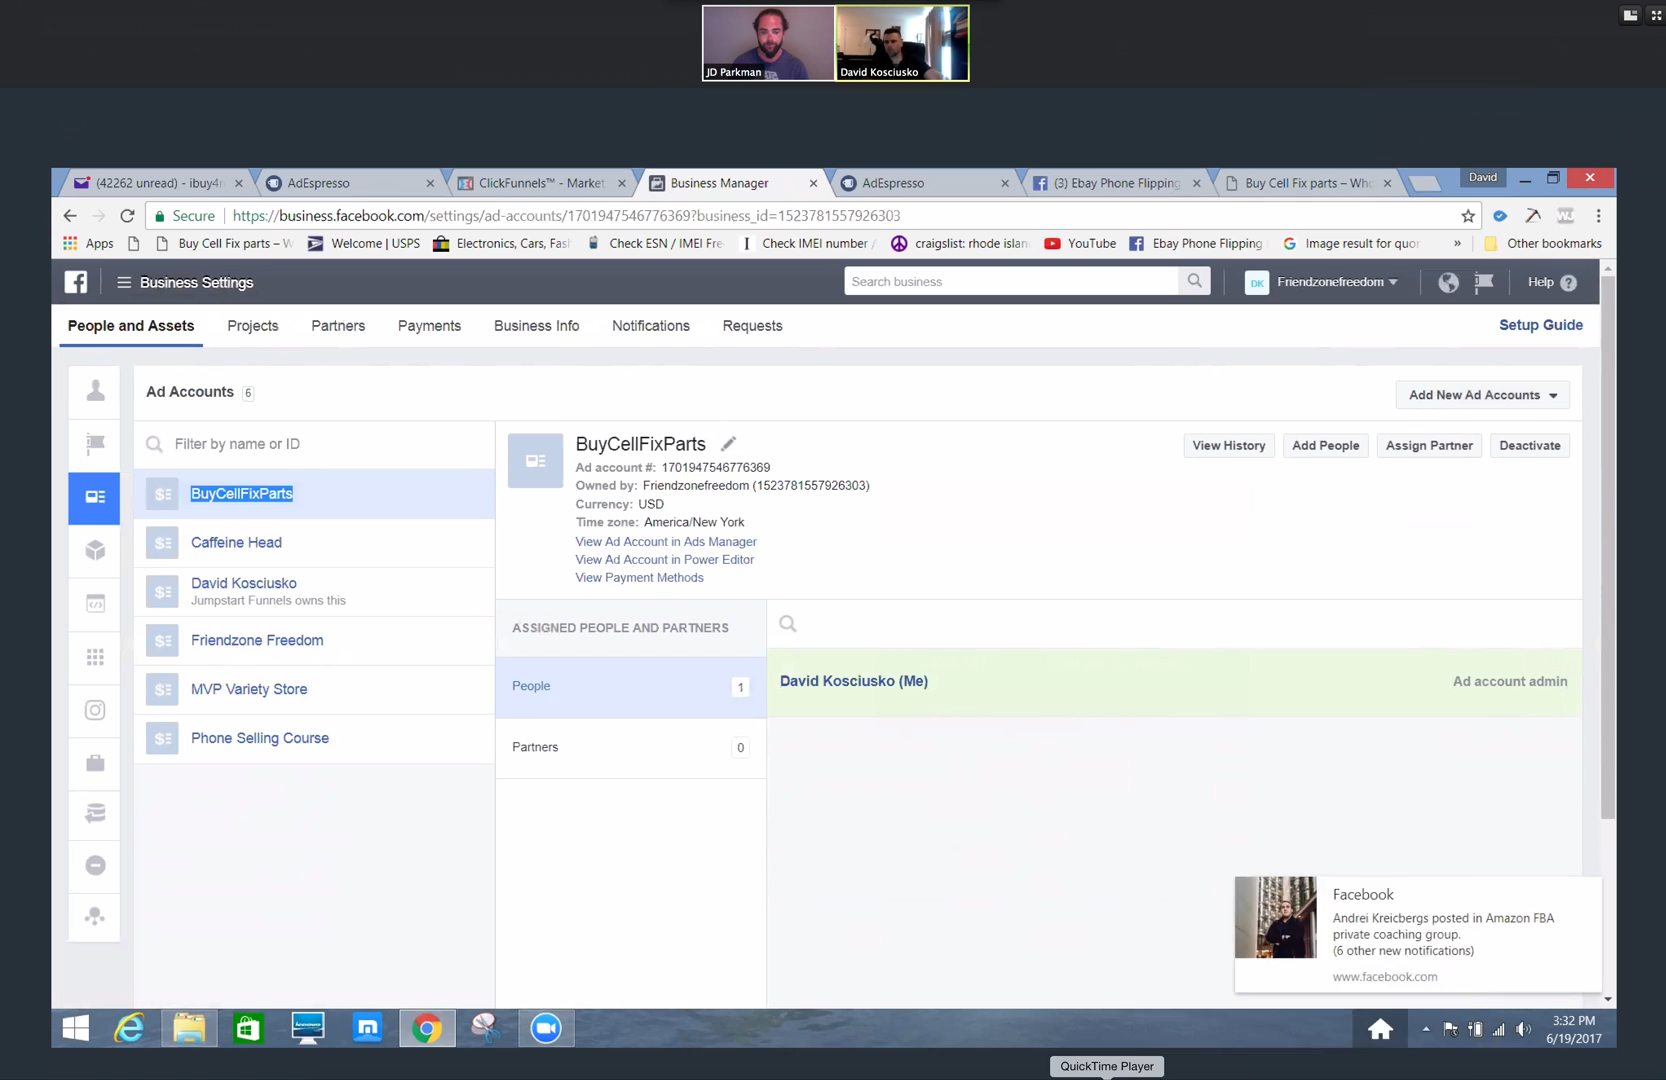 JD Parkman
David Kosciusko
(42262 unread) - ibuy4r
AdEspresso
ClickFunnels™ - Market
Business Manager
AdEspresso
(3) Ebay Phone Flipping
Buy Cell Fix parts – Who
David
Secure
https://business.facebook.com/settings/ad-accounts/1701947546776369?business_id=1523781557926303
Apps
Buy Cell Fix parts – W
Welcome | USPS
Electronics, Cars, Fas
Check ESN / IMEI Fre
Check IMEI number /
craigslist: rhode islan
YouTube
Ebay Phone Flipping
Image result for quor
»
Other bookmarks
Business Settings
Search business
DK
Friendzonefreedom
Help
People and Assets
Projects
Partners
Payments
Business Info
Notifications
Requests
Setup Guide
Ad Accounts 6
Add New Ad Accounts
Filter by name or ID
BuyCellFixParts
Caffeine Head
David Kosciusko
Jumpstart Funnels owns this
Friendzone Freedom
MVP Variety Store
Phone Selling Course
BuyCellFixParts
View History
Add People
Assign Partner
Deactivate
Ad account #: 1701947546776369
Owned by: Friendzonefreedom (1523781557926303)
Currency: USD
Time zone: America/New York
View Ad Account in Ads Manager
View Ad Account in Power Editor
View Payment Methods
ASSIGNED PEOPLE AND PARTNERS
People 1
Partners 0
David Kosciusko (Me)
Ad account admin
Facebook
Andrei Kreicbergs posted in Amazon FBA
private coaching group.
(6 other new notifications)
www.facebook.com
3:32 PM
6/19/2017
QuickTime Player